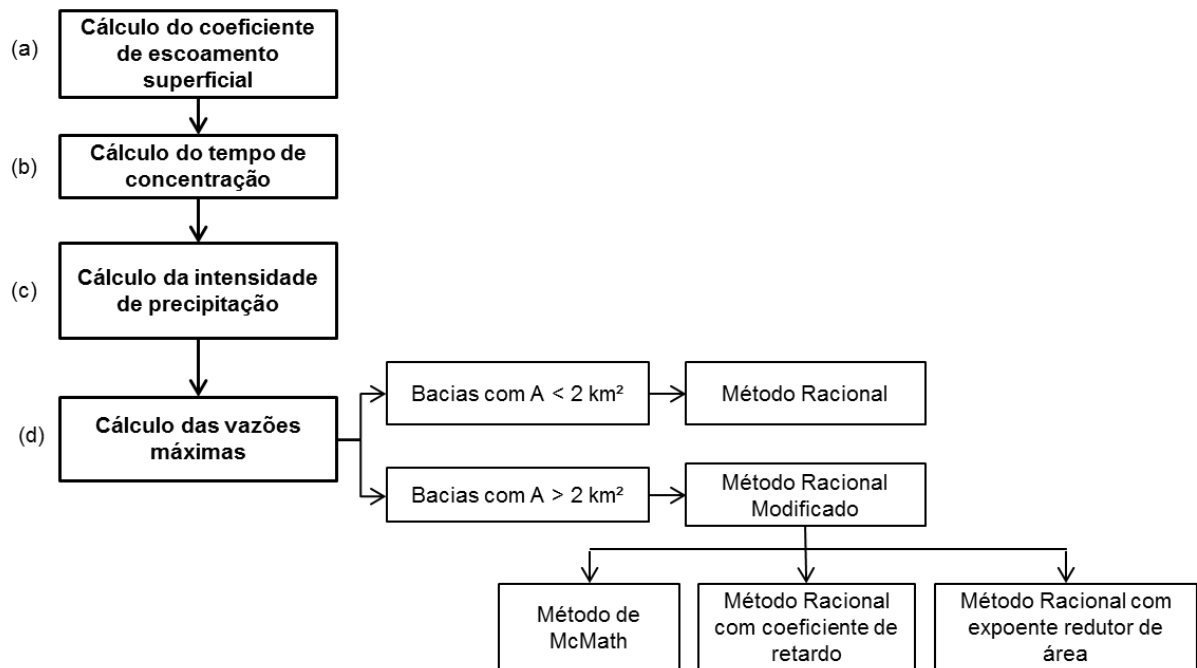 (a)
Cálculo do coeficiente
de escoamento
superficial
(b)
Cálculo do tempo de
concentração
(c)
Cálculo da intensidade
de precipitação
(d)
Cálculo das vazões
máximas
Bacias com A < 2 km²
Método Racional
Bacias com A > 2 km²
Método Racional
Modificado
Método de
McMath
Método Racional
com coeficiente de
retardo
Método Racional com
expoente redutor de
área